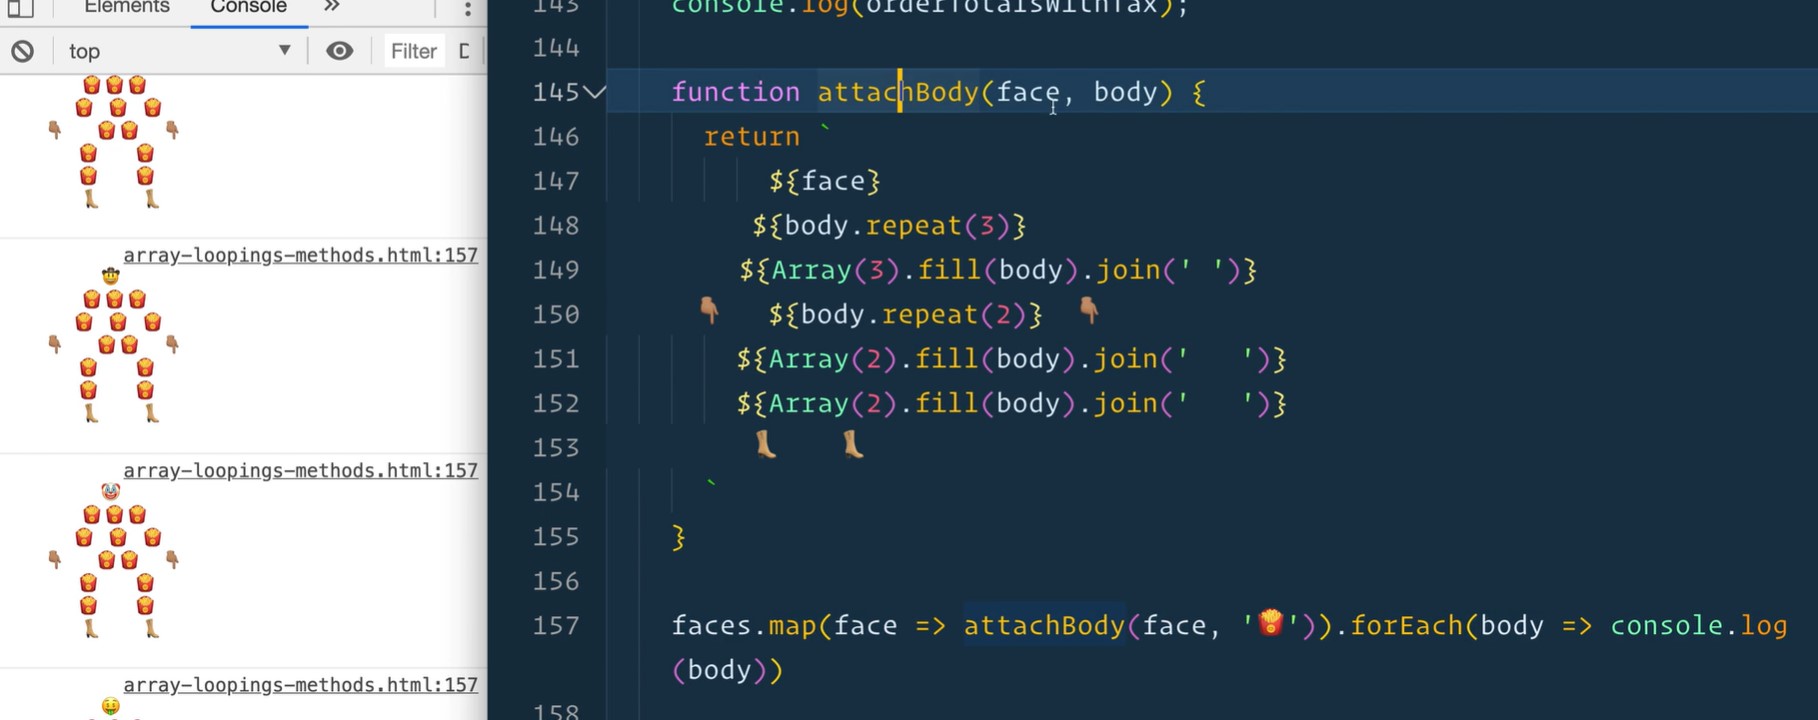 Elements Console »
top Filter
array-loopings-methods.html:157
array-loopings-methods.html:157
array-loopings-methods.html:157
143 console.log(orderTotalsWithTax);
144
145 function attachBody(face, body) {
146 return `
147 ${face}
148 ${body.repeat(3)}
149 ${Array(3).fill(body).join(' ')}
150 👇🏽 ${body.repeat(2)} 👇🏽
151 ${Array(2).fill(body).join('   ')}
152 ${Array(2).fill(body).join('   ')}
153 👢 👢
154 `
155 }
156
157 faces.map(face => attachBody(face, '🍟')).forEach(body => console.log
(body))
158